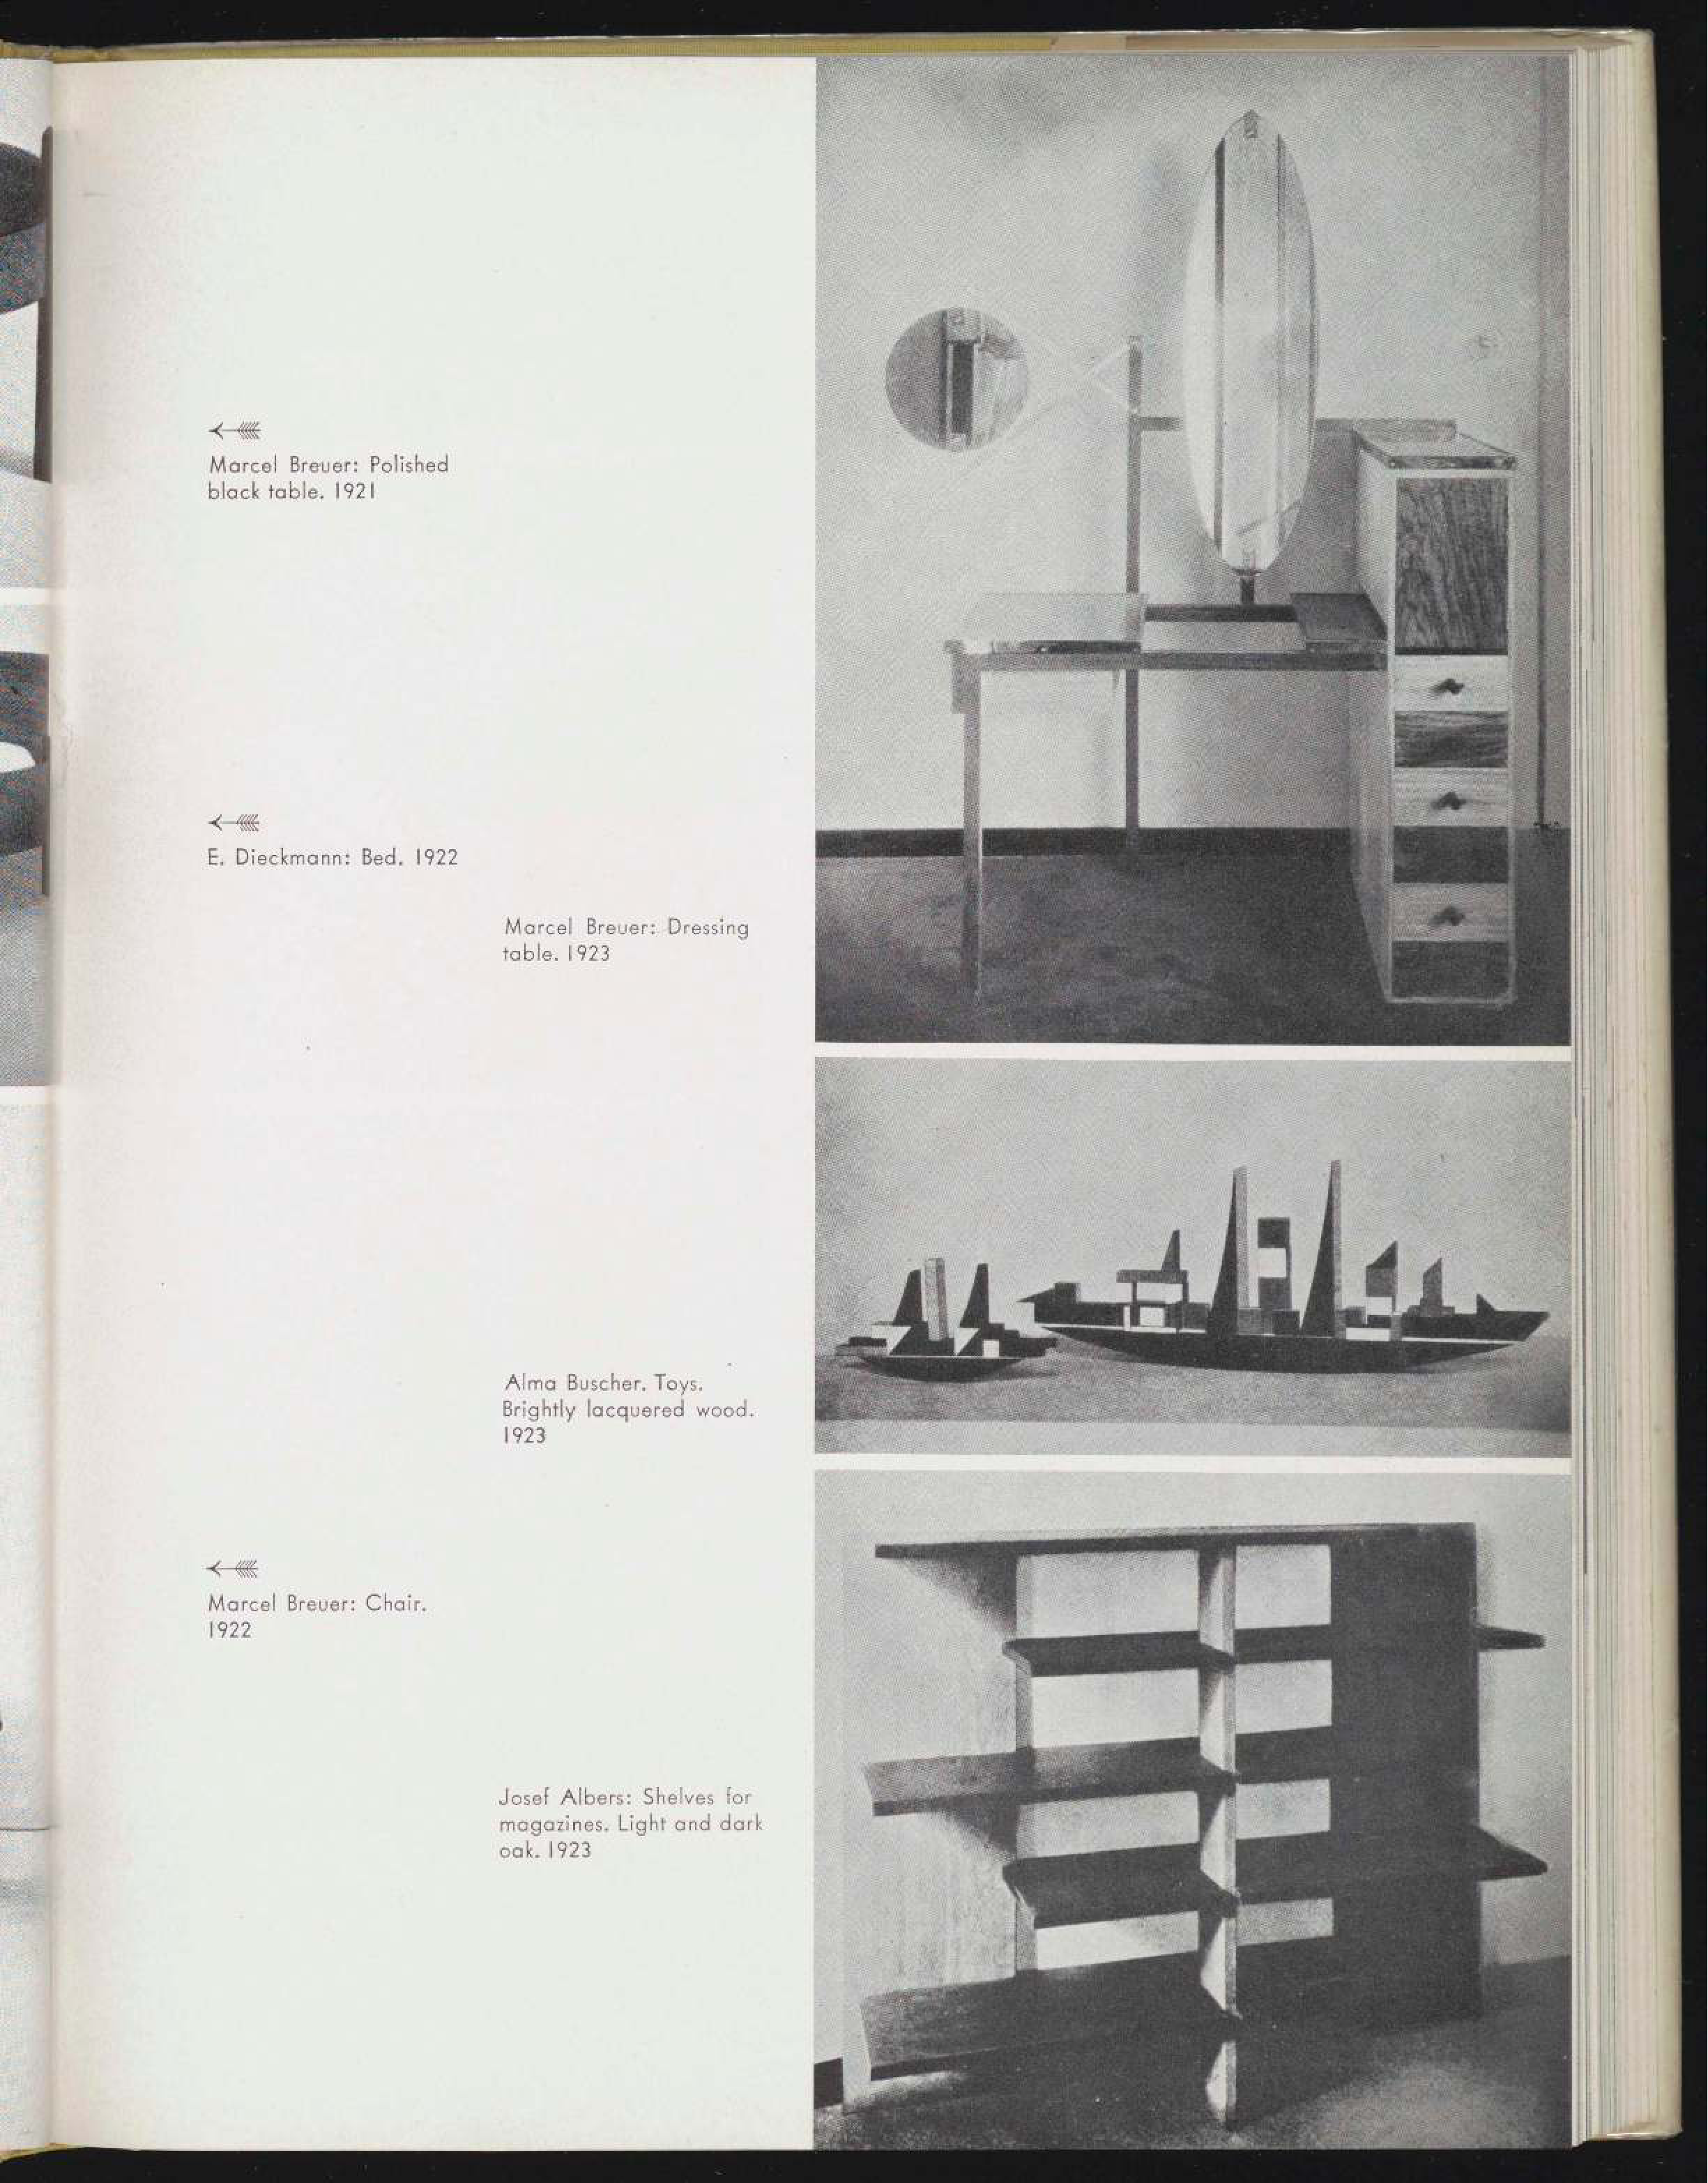 Marcel Breuer: Polished
black table. 1921
E. Dieckmann: Bed. 1922
Marcel Breuer: Dressing
table. 1923
Alma Buscher. Toys.
Brightly lacquered wood.
1923
Marcel Breuer: Chair.
1922
Josef Albers: Shelves for
magazines. Light and dark
oak. 1923